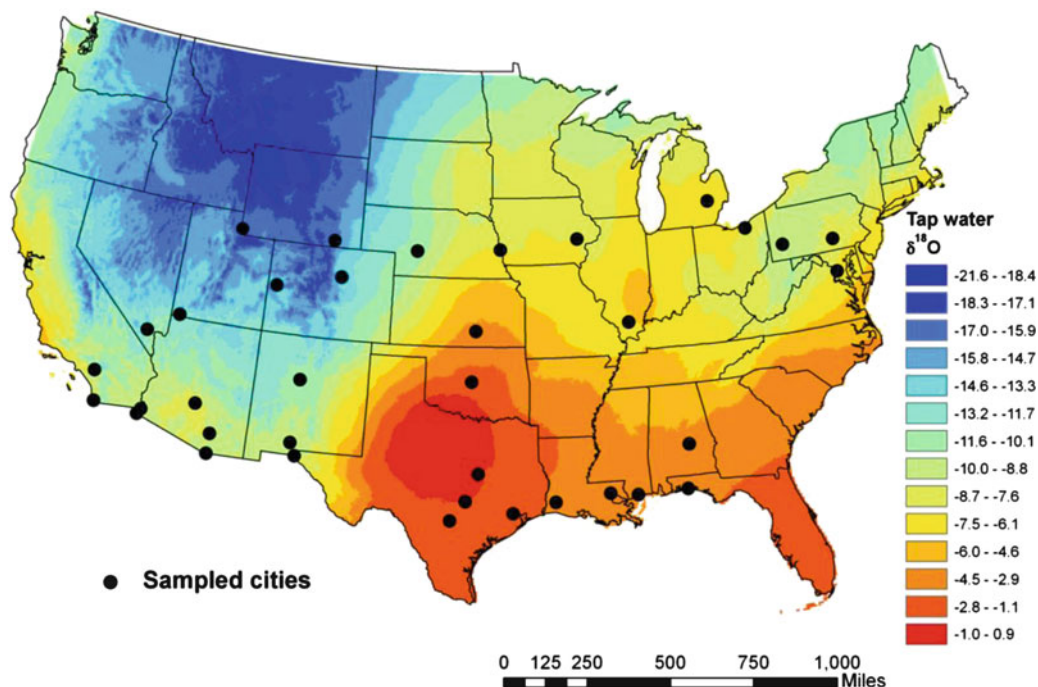 Tap water
δ18O
-21.6 - -18.4
-18.3 - -17.1
-17.0 - -15.9
-15.8 - -14.7
-14.6 - -13.3
-13.2 - -11.7
-11.6 - -10.1
-10.0 - -8.8
-8.7 - -7.6
-7.5 - -6.1
-6.0 - -4.6
-4.5 - -2.9
-2.8 - -1.1
-1.0 - 0.9
Sampled cities
0 125 250 500 750 1,000
Miles